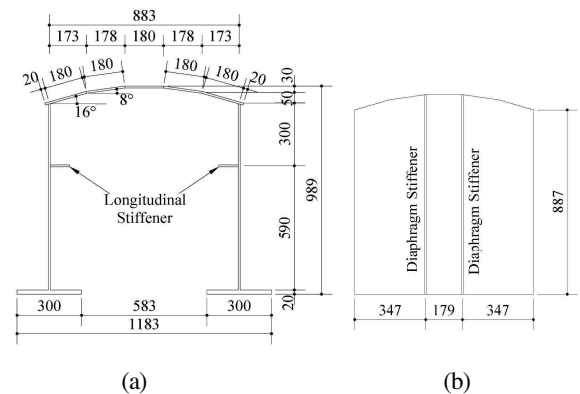 883
173 178 180 178 173
20 180 180 180 180 20
16° 8°
30
50
300
989
590
20
Longitudinal
Stiffener
300 583 300
1183
(a)
Diaphragm Stiffener
Diaphragm Stiffener
887
347 179 347
(b)